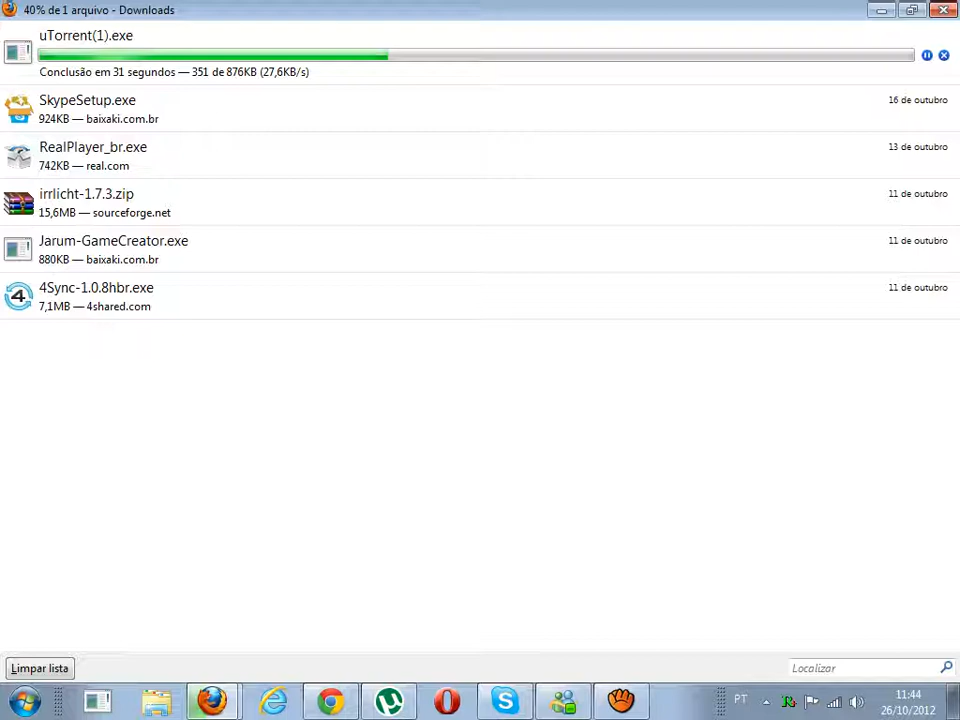 40% de 1 arquivo - Downloads
uTorrent(1).exe
Conclusão em 31 segundos — 351 de 876KB (27,6KB/s)
SkypeSetup.exe
16 de outubro
924KB — baixaki.com.br
RealPlayer_br.exe
13 de outubro
742KB — real.com
irrlicht-1.7.3.zip
11 de outubro
15,6MB — sourceforge.net
Jarum-GameCreator.exe
11 de outubro
880KB — baixaki.com.br
4Sync-1.0.8hbr.exe
11 de outubro
7,1MB — 4shared.com
Limpar lista
Localizar
PT
11:44
26/10/2012